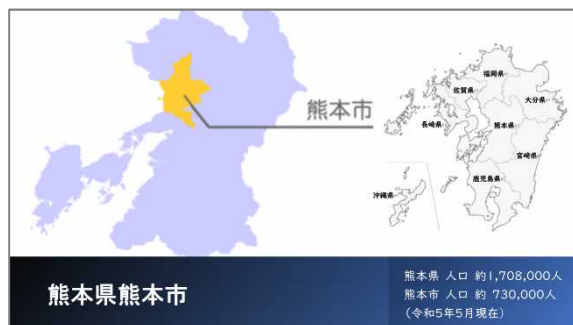 熊本市
福岡県
佐賀県
大分県
長崎県
熊本県
宮崎県
鹿児島県
沖縄県
熊本県熊本市
熊本県 人口 約1,708,000人
熊本市 人口 約 730,000人
(令和5年5月現在)